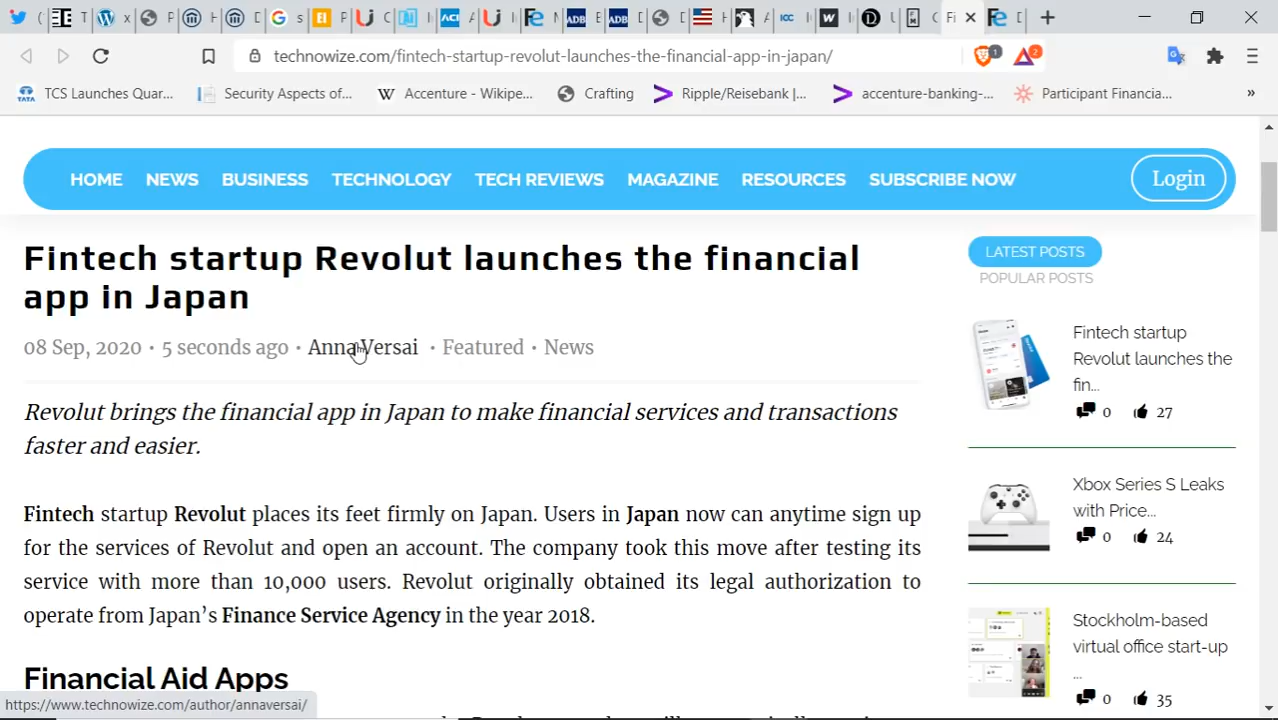 technowize.com/fintech-startup-revolut-launches-the-financial-app-in-japan/
1
2
TCS Launches Quar...
Security Aspects of...
Accenture - Wikipe...
Crafting
Ripple/Reisebank |...
accenture-banking-...
Participant Financia...
»
HOME
NEWS
BUSINESS
TECHNOLOGY
TECH REVIEWS
MAGAZINE
RESOURCES
SUBSCRIBE NOW
Login
Fintech startup Revolut launches the financial
app in Japan
08 Sep, 2020 • 5 seconds ago • Anna Versai • Featured • News
Revolut brings the financial app in Japan to make financial services and transactions
faster and easier.
Fintech startup Revolut places its feet firmly on Japan. Users in Japan now can anytime sign up
for the services of Revolut and open an account. The company took this move after testing its
service with more than 10,000 users. Revolut originally obtained its legal authorization to
operate from Japan’s Finance Service Agency in the year 2018.
Financial Aid Apps
LATEST POSTS
POPULAR POSTS
Fintech startup
Revolut launches the
fin...
0 27
Xbox Series S Leaks
with Price...
0 24
Stockholm-based
virtual office start-up
...
0 35
https://www.technowize.com/author/annaversai/